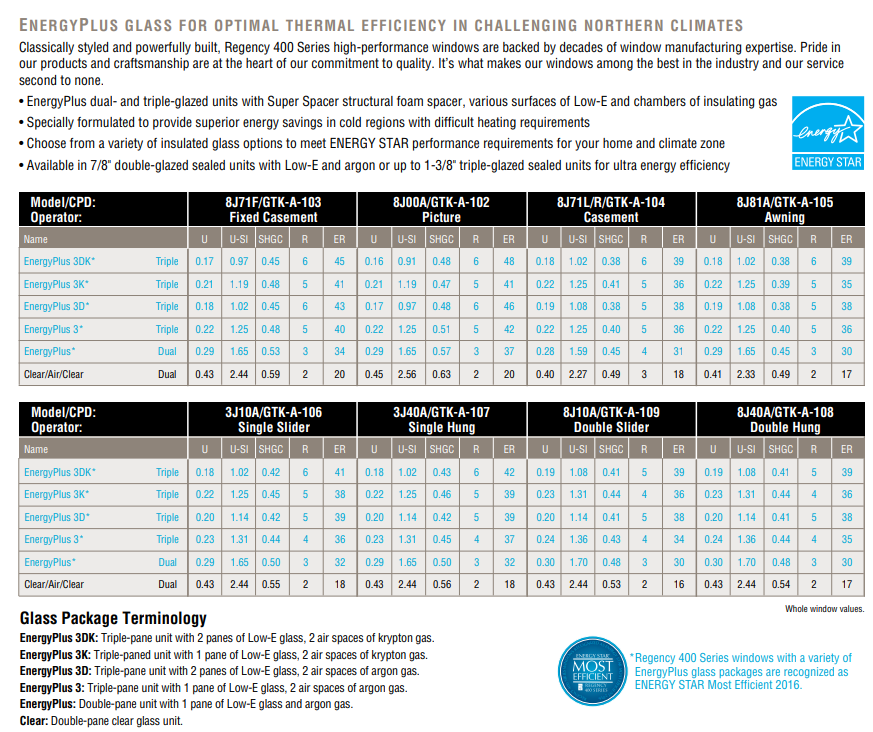 ENERGYPLUS GLASS FOR OPTIMAL THERMAL EFFICIENCY IN CHALLENGING NORTHERN CLIMATES
Classically styled and powerfully built, Regency 400 Series high-performance windows are backed by decades of window manufacturing expertise. Pride in
our products and craftsmanship are at the heart of our commitment to quality. It's what makes our windows among the best in the industry and our service
second to none.
• EnergyPlus dual- and triple-glazed units with Super Spacer structural foam spacer, various surfaces of Low-E and chambers of insulating gas
• Specially formulated to provide superior energy savings in cold regions with difficult heating requirements
• Choose from a variety of insulated glass options to meet ENERGY STAR performance requirements for your home and climate zone
• Available in 7/8" double-glazed sealed units with Low-E and argon or up to 1-3/8" triple-glazed sealed units for ultra energy efficiency
energy
ENERGY STAR
Model/CPD: 8J71F/GTK-A-103 8J00A/GTK-A-102 8J71L/R/GTK-A-104 8J81A/GTK-A-105
Operator: Fixed Casement Picture Casement Awning
Name U U-SI SHGC R ER U U-SI SHGC R ER U U-SI SHGC R ER U U-SI SHGC R ER
EnergyPlus 3DK* Triple 0.17 0.97 0.45 6 45 0.16 0.91 0.48 6 48 0.18 1.02 0.38 6 39 0.18 1.02 0.38 6 39
EnergyPlus 3K* Triple 0.21 1.19 0.48 5 41 0.21 1.19 0.47 5 41 0.22 1.25 0.41 5 36 0.22 1.25 0.39 5 35
EnergyPlus 3D* Triple 0.18 1.02 0.45 6 43 0.17 0.97 0.48 6 46 0.19 1.08 0.38 5 38 0.19 1.08 0.38 5 38
EnergyPlus 3* Triple 0.22 1.25 0.48 5 40 0.22 1.25 0.51 5 42 0.22 1.25 0.40 5 36 0.22 1.25 0.40 5 36
EnergyPlus* Dual 0.29 1.65 0.53 3 34 0.29 1.65 0.57 3 37 0.28 1.59 0.45 4 31 0.29 1.65 0.45 3 30
Clear/Air/Clear Dual 0.43 2.44 0.59 2 20 0.45 2.56 0.63 2 20 0.40 2.27 0.49 3 18 0.41 2.33 0.49 2 17
Model/CPD: 3J10A/GTK-A-106 3J40A/GTK-A-107 8J10A/GTK-A-109 8J40A/GTK-A-108
Operator: Single Slider Single Hung Double Slider Double Hung
Name U U-SI SHGC R ER U U-SI SHGC R ER U U-SI SHGC R ER U U-SI SHGC R ER
EnergyPlus 3DK* Triple 0.18 1.02 0.42 6 41 0.18 1.02 0.43 6 42 0.19 1.08 0.41 5 39 0.19 1.08 0.41 5 39
EnergyPlus 3K* Triple 0.22 1.25 0.45 5 38 0.22 1.25 0.46 5 39 0.23 1.31 0.44 4 36 0.23 1.31 0.44 4 36
EnergyPlus 3D* Triple 0.20 1.14 0.42 5 39 0.20 1.14 0.42 5 39 0.20 1.14 0.41 5 38 0.20 1.14 0.41 5 38
EnergyPlus 3* Triple 0.23 1.31 0.44 4 36 0.23 1.31 0.45 4 37 0.24 1.36 0.43 4 34 0.24 1.36 0.44 4 35
EnergyPlus* Dual 0.29 1.65 0.50 3 32 0.29 1.65 0.50 3 32 0.30 1.70 0.48 3 30 0.30 1.70 0.48 3 30
Clear/Air/Clear Dual 0.43 2.44 0.55 2 18 0.43 2.44 0.56 2 18 0.43 2.44 0.53 2 16 0.43 2.44 0.54 2 17
Whole window values.
Glass Package Terminology
EnergyPlus 3DK: Triple-pane unit with 2 panes of Low-E glass, 2 air spaces of krypton gas.
EnergyPlus 3K: Triple-paned unit with 1 pane of Low-E glass, 2 air spaces of krypton gas.
EnergyPlus 3D: Triple-pane unit with 2 panes of Low-E glass, 2 air spaces of argon gas.
EnergyPlus 3: Triple-pane unit with 1 pane of Low-E glass, 2 air spaces of argon gas.
EnergyPlus: Double-pane unit with 1 pane of Low-E glass and argon gas.
Clear: Double-pane clear glass unit.
ENERGY STAR
MOST
EFFICIENT
REGENCY
400 SERIES
*Regency 400 Series windows with a variety of
EnergyPlus glass packages are recognized as
ENERGY STAR Most Efficient 2016.